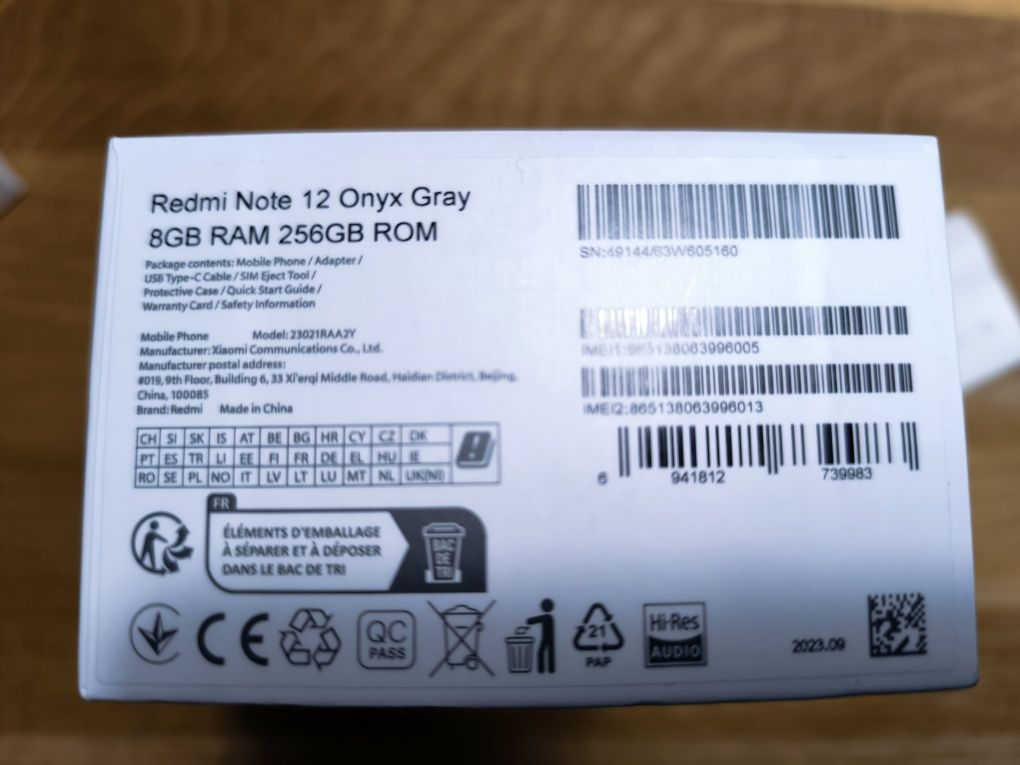 Redmi Note 12 Onyx Gray
8GB RAM 256GB ROM
Package contents: Mobile Phone / Adapter /
USB Type-C Cable / SIM Eject Tool /
Protective Case / Quick Start Guide /
Warranty Card / Safety Information
Mobile Phone Model: 23021RAA2Y
Manufacturer: Xiaomi Communications Co., Ltd.
Manufacturer postal address:
#019, 9th Floor, Building 6, 33 Xi'erqi Middle Road, Haidian District, Beijing,
China, 100085
Brand: Redmi Made in China
CH SI SK IS AT BE BG HR CY CZ DK
PT ES TR LI EE FI FR DE EL HU IE
RO SE PL NO IT LV LT LU MT NL UK(NI)
FR
ÉLÉMENTS D'EMBALLAGE
À SÉPARER ET À DÉPOSER
DANS LE BAC DE TRI
BAC
DE
TRI
SN:49144/63W605160
IMEI1:865138063996005
IMEI2:865138063996013
6 941812 739983
CE
QC
PASS
21
PAP
Hi-Res
AUDIO
2023.09